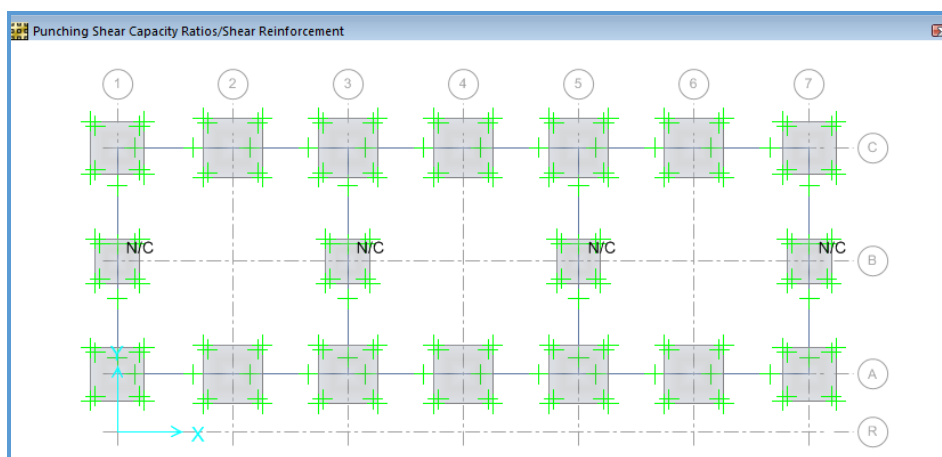 Punching Shear Capacity Ratios/Shear Reinforcement
1 2 3 4 5 6 7
C
N/C N/C N/C N/C
B
Y
A
X
R